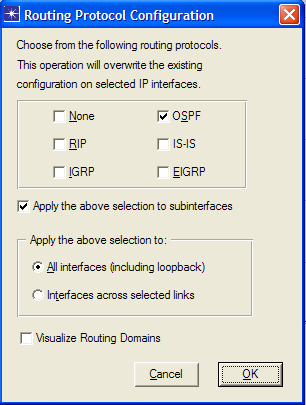 Routing Protocol Configuration
Choose from the following routing protocols.
This operation will overwrite the existing
configuration on selected IP interfaces.
None OSPF
RIP IS-IS
IGRP EIGRP
Apply the above selection to subinterfaces
Apply the above selection to:
All interfaces (including loopback)
Interfaces across selected links
Visualize Routing Domains
Cancel OK